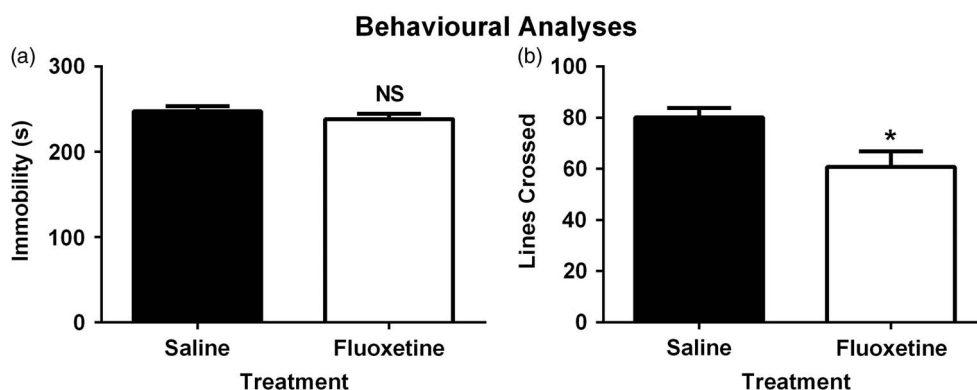 Behavioural Analyses
(a)
300
200
100
0
Immobility (s)
NS
Saline
Fluoxetine
Treatment
(b)
100
80
60
40
20
0
Lines Crossed
*
Saline
Fluoxetine
Treatment